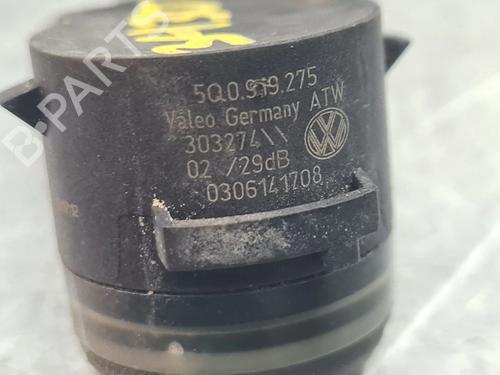 5Q0.919.275
Valeo Germany ATW
303274\\
02 /29dB
0306141708